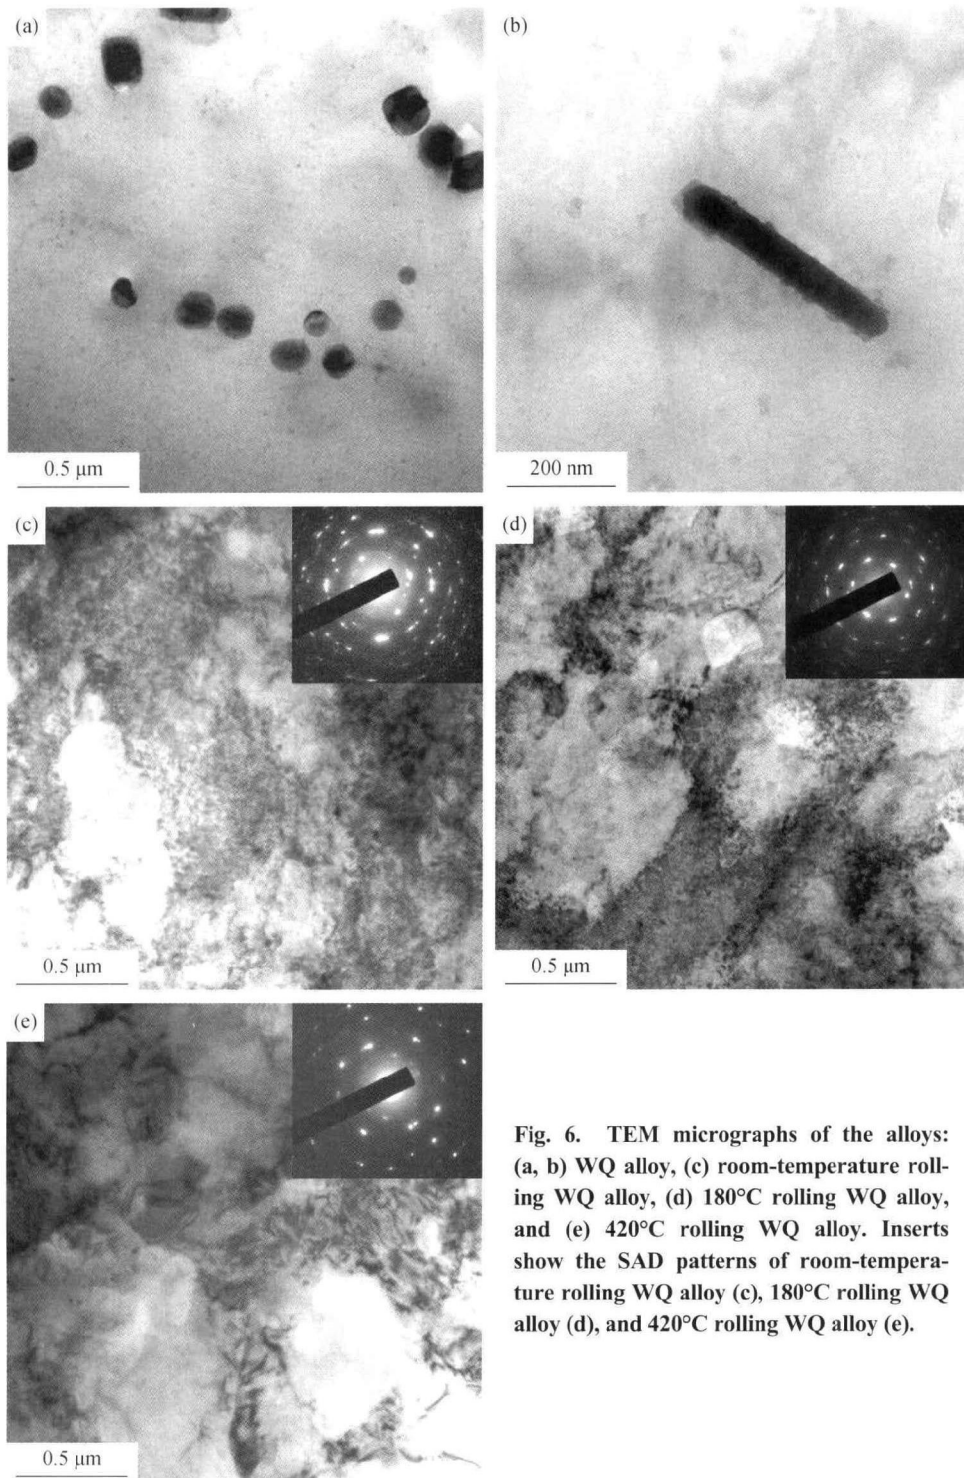 (a)
(b)
0.5 μm
200 nm
(c)
(d)
0.5 μm
0.5 μm
(e)
0.5 μm
Fig. 6. TEM micrographs of the alloys:
(a, b) WQ alloy, (c) room-temperature roll-
ing WQ alloy, (d) 180°C rolling WQ alloy,
and (e) 420°C rolling WQ alloy. Inserts
show the SAD patterns of room-tempera-
ture rolling WQ alloy (c), 180°C rolling WQ
alloy (d), and 420°C rolling WQ alloy (e).